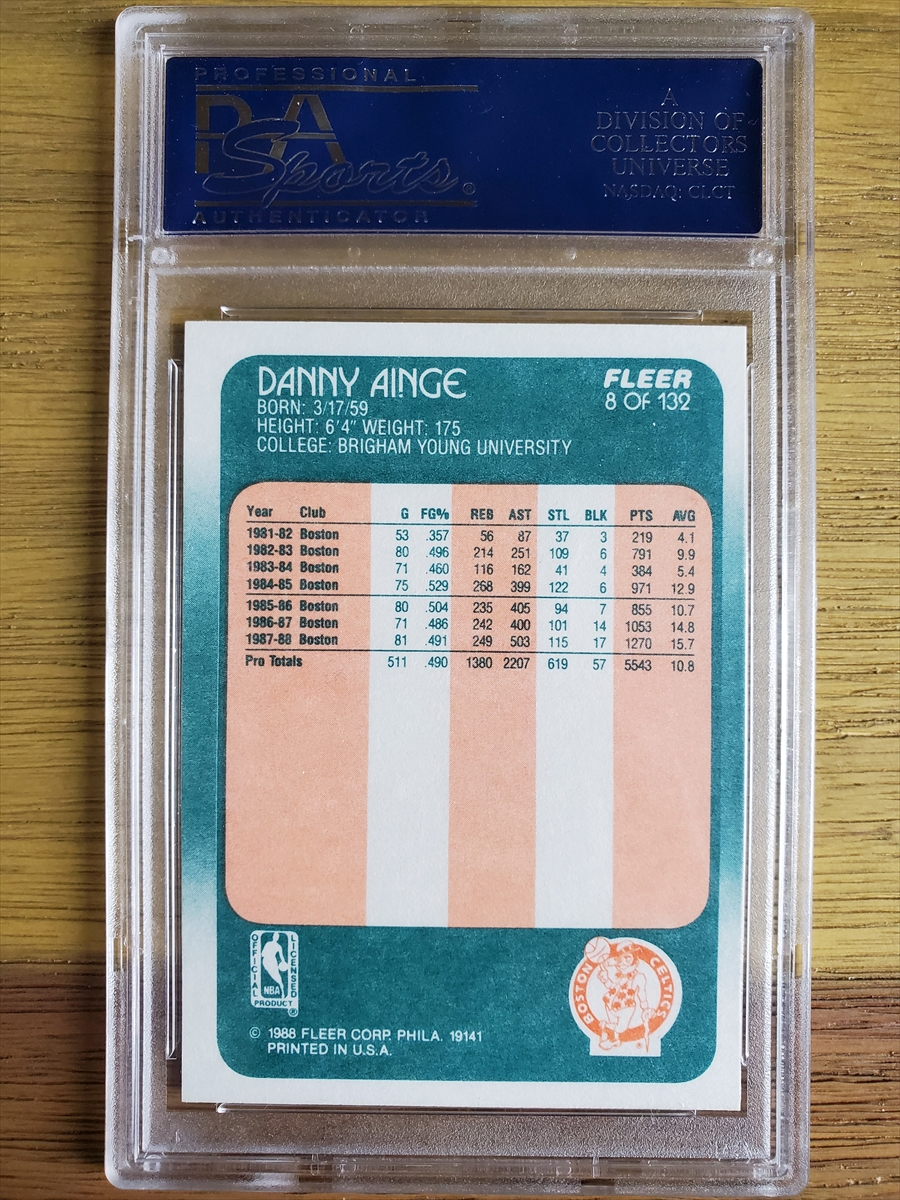 PROFESSIONAL
PSA
Sports®
AUTHENTICATOR
A
DIVISION OF
COLLECTORS
UNIVERSE
NASDAQ: CLCT
DANNY AINGE
BORN: 3/17/59
HEIGHT: 6'4" WEIGHT: 175
COLLEGE: BRIGHAM YOUNG UNIVERSITY
FLEER
8 OF 132
Year Club G FG% REB AST STL BLK PTS AVG
1981-82 Boston 53 .357 56 87 37 3 219 4.1
1982-83 Boston 80 .496 214 251 109 6 791 9.9
1983-84 Boston 71 .460 116 162 41 4 384 5.4
1984-85 Boston 75 .529 268 399 122 6 971 12.9
1985-86 Boston 80 .504 235 405 94 7 855 10.7
1986-87 Boston 71 .486 242 400 101 14 1053 14.8
1987-88 Boston 81 .491 249 503 115 17 1270 15.7
Pro Totals 511 .490 1380 2207 619 57 5543 10.8
OFFICIAL
LICENSED
NBA
PRODUCT
®
BOSTON CELTICS
© 1988 FLEER CORP. PHILA. 19141
PRINTED IN U.S.A.